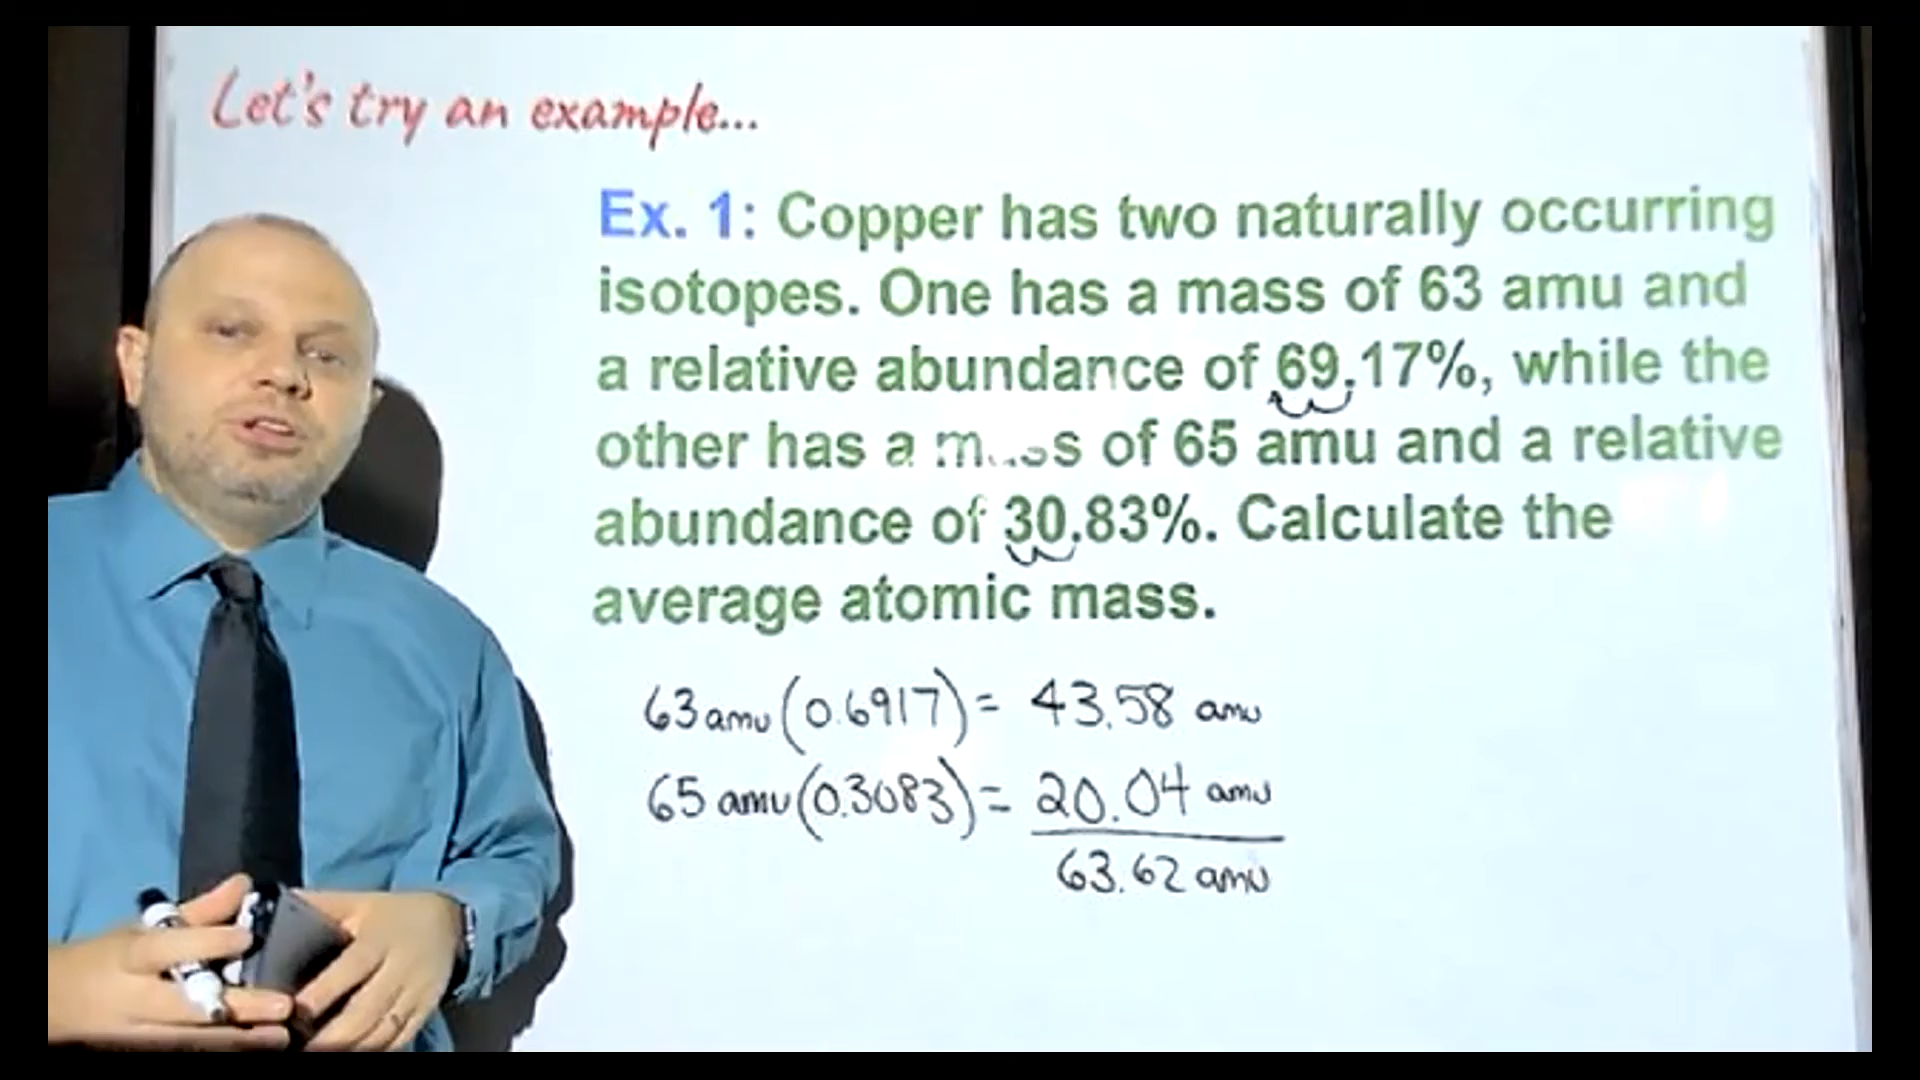 Let's try an example...
Ex. 1: Copper has two naturally occurring
isotopes. One has a mass of 63 amu and
a relative abundance of 69.17%, while the
other has a mass of 65 amu and a relative
abundance of 30.83%. Calculate the
average atomic mass.
63 amu (0.6917) = 43.58 amu
65 amu (0.3083) = 20.04 amu
63.62 amu